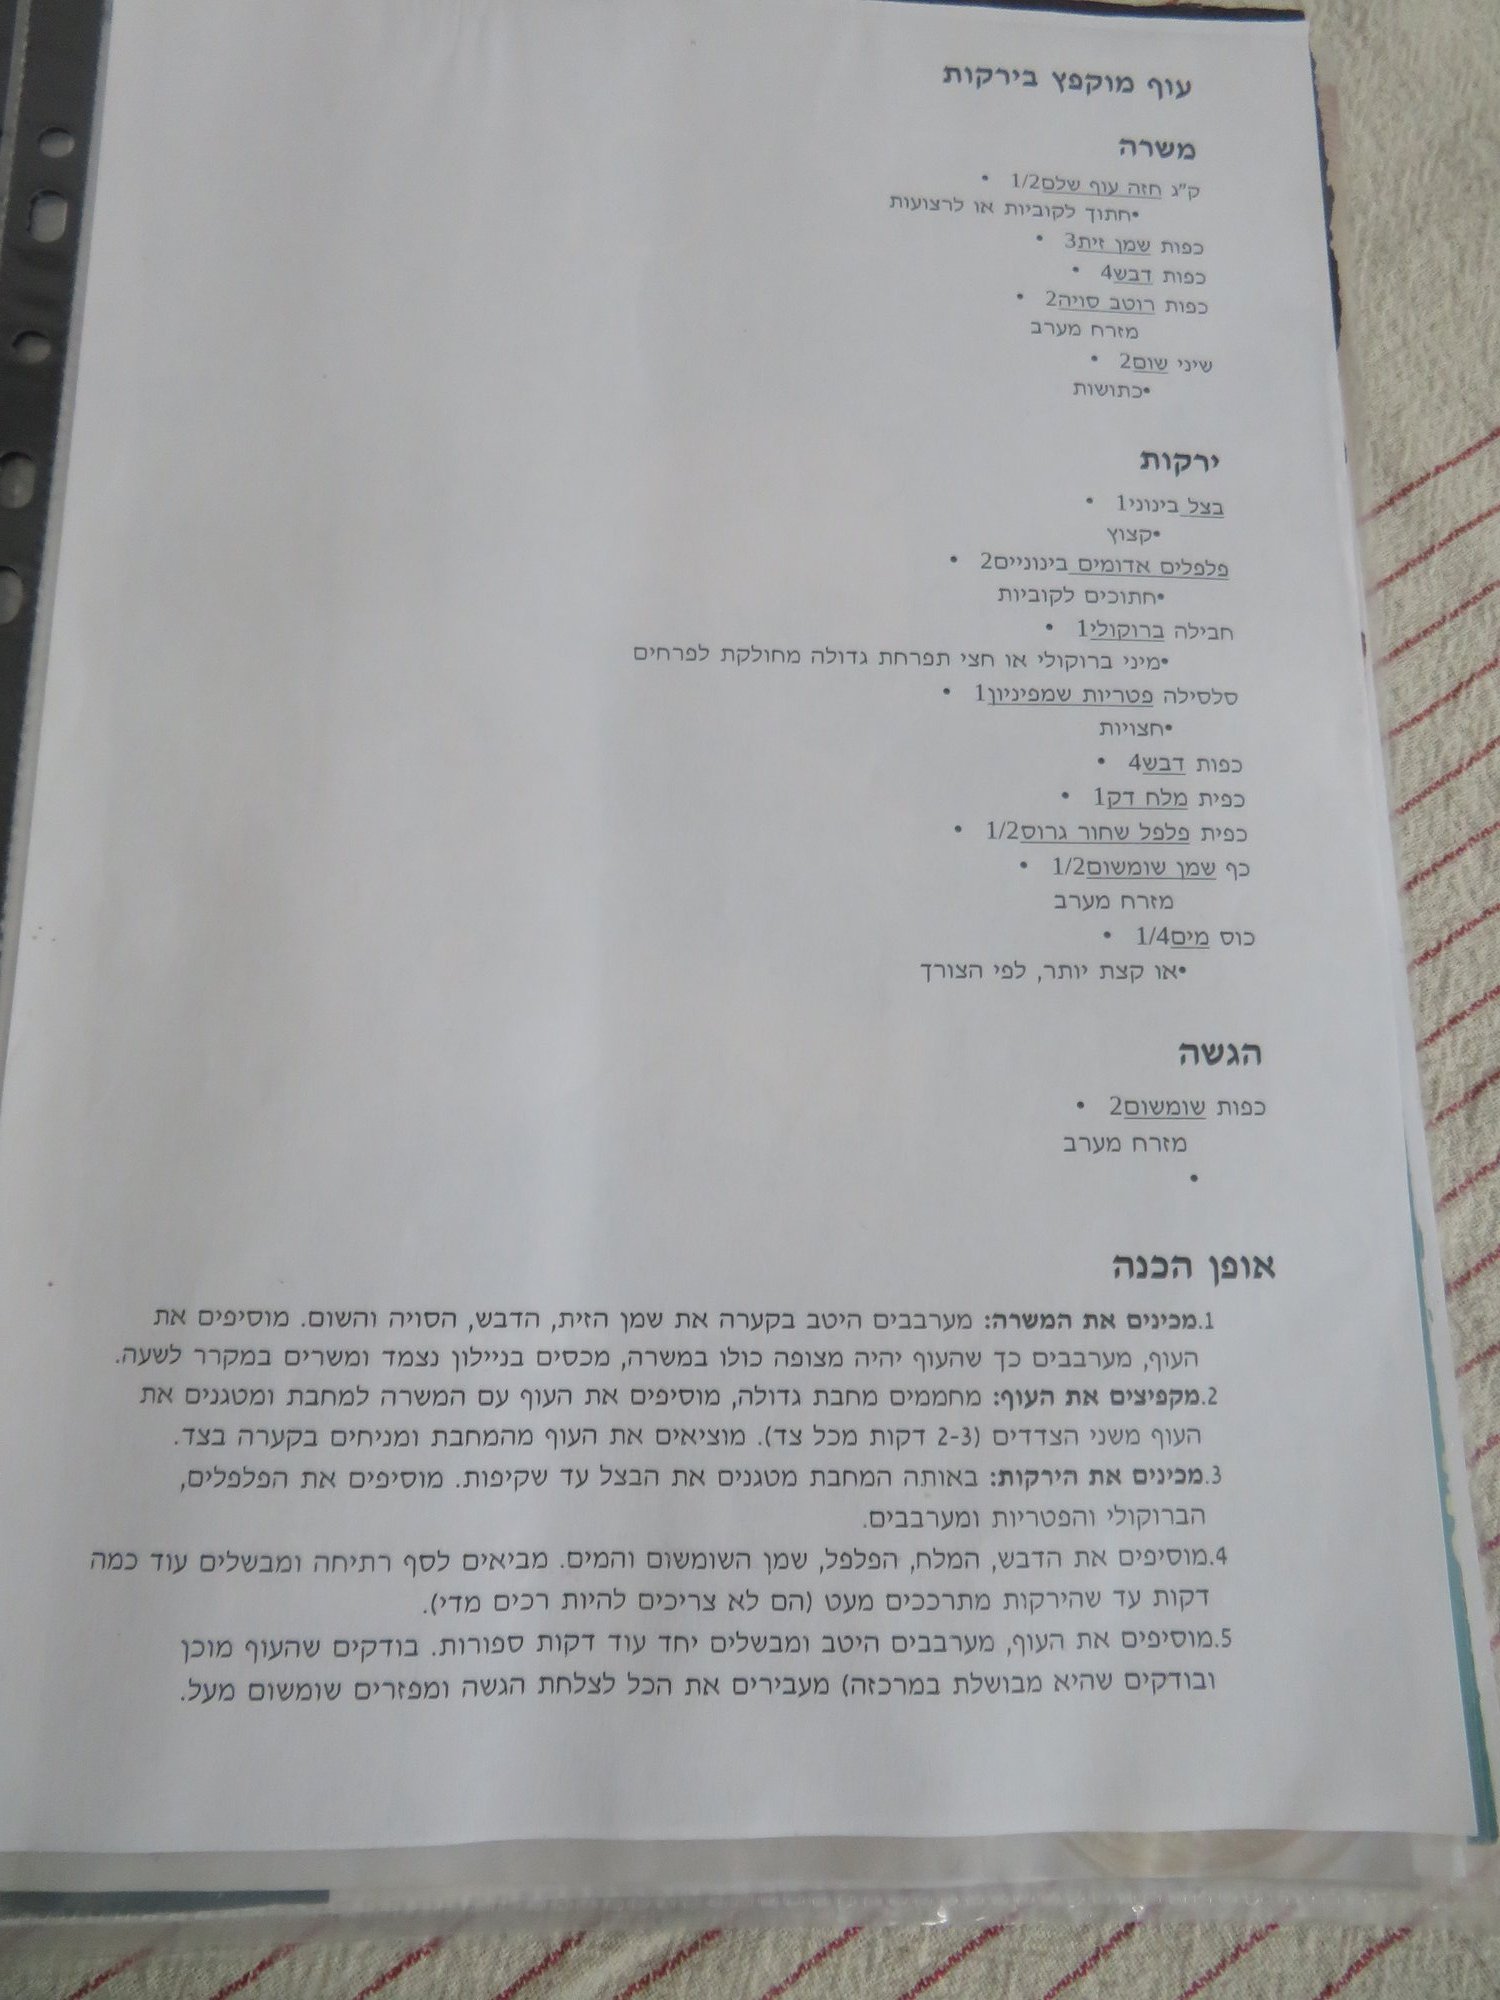 עוף מוקפץ בירקות
משרה
ק"ג חזה עוף שלם1/2 •
•חתוך לקוביות או לרצועות
כפות שמן זית3 •
כפות דבש4 •
כפות רוטב סויה2 •
מזרח מערב
שיני שום2 •
•כתושות
ירקות
בצל בינוני1 •
•קצוץ
פלפלים אדומים בינוניים2 •
•חתוכים לקוביות
חבילה ברוקולי1 •
•מיני ברוקולי או חצי תפרחת גדולה מחולקת לפרחים
סלסילה פטריות שמפיניון1 •
•חצויות
כפות דבש4 •
כפית מלח דק1 •
כפית פלפל שחור גרוס1/2 •
כף שמן שומשום1/2 •
מזרח מערב
כוס מים1/4 •
•או קצת יותר, לפי הצורך
הגשה
כפות שומשום2 •
מזרח מערב
•
אופן הכנה
1.מכינים את המשרה: מערבבים היטב בקערה את שמן הזית, הדבש, הסויה והשום. מוסיפים את
העוף, מערבבים כך שהעוף יהיה מצופה כולו במשרה, מכסים בניילון נצמד ומשרים במקרר לשעה.
2.מקפיצים את העוף: מחממים מחבת גדולה, מוסיפים את העוף עם המשרה למחבת ומטגנים את
העוף משני הצדדים (2-3 דקות מכל צד). מוציאים את העוף מהמחבת ומניחים בקערה בצד.
3.מכינים את הירקות: באותה המחבת מטגנים את הבצל עד שקיפות. מוסיפים את הפלפלים,
הברוקולי והפטריות ומערבבים.
4.מוסיפים את הדבש, המלח, הפלפל, שמן השומשום והמים. מביאים לסף רתיחה ומבשלים עוד כמה
דקות עד שהירקות מתרככים מעט (הם לא צריכים להיות רכים מדי).
5.מוסיפים את העוף, מערבבים היטב ומבשלים יחד עוד דקות ספורות. בודקים שהעוף מוכן
ובודקים שהיא מבושלת במרכזה) מעבירים את הכל לצלחת הגשה ומפזרים שומשום מעל.